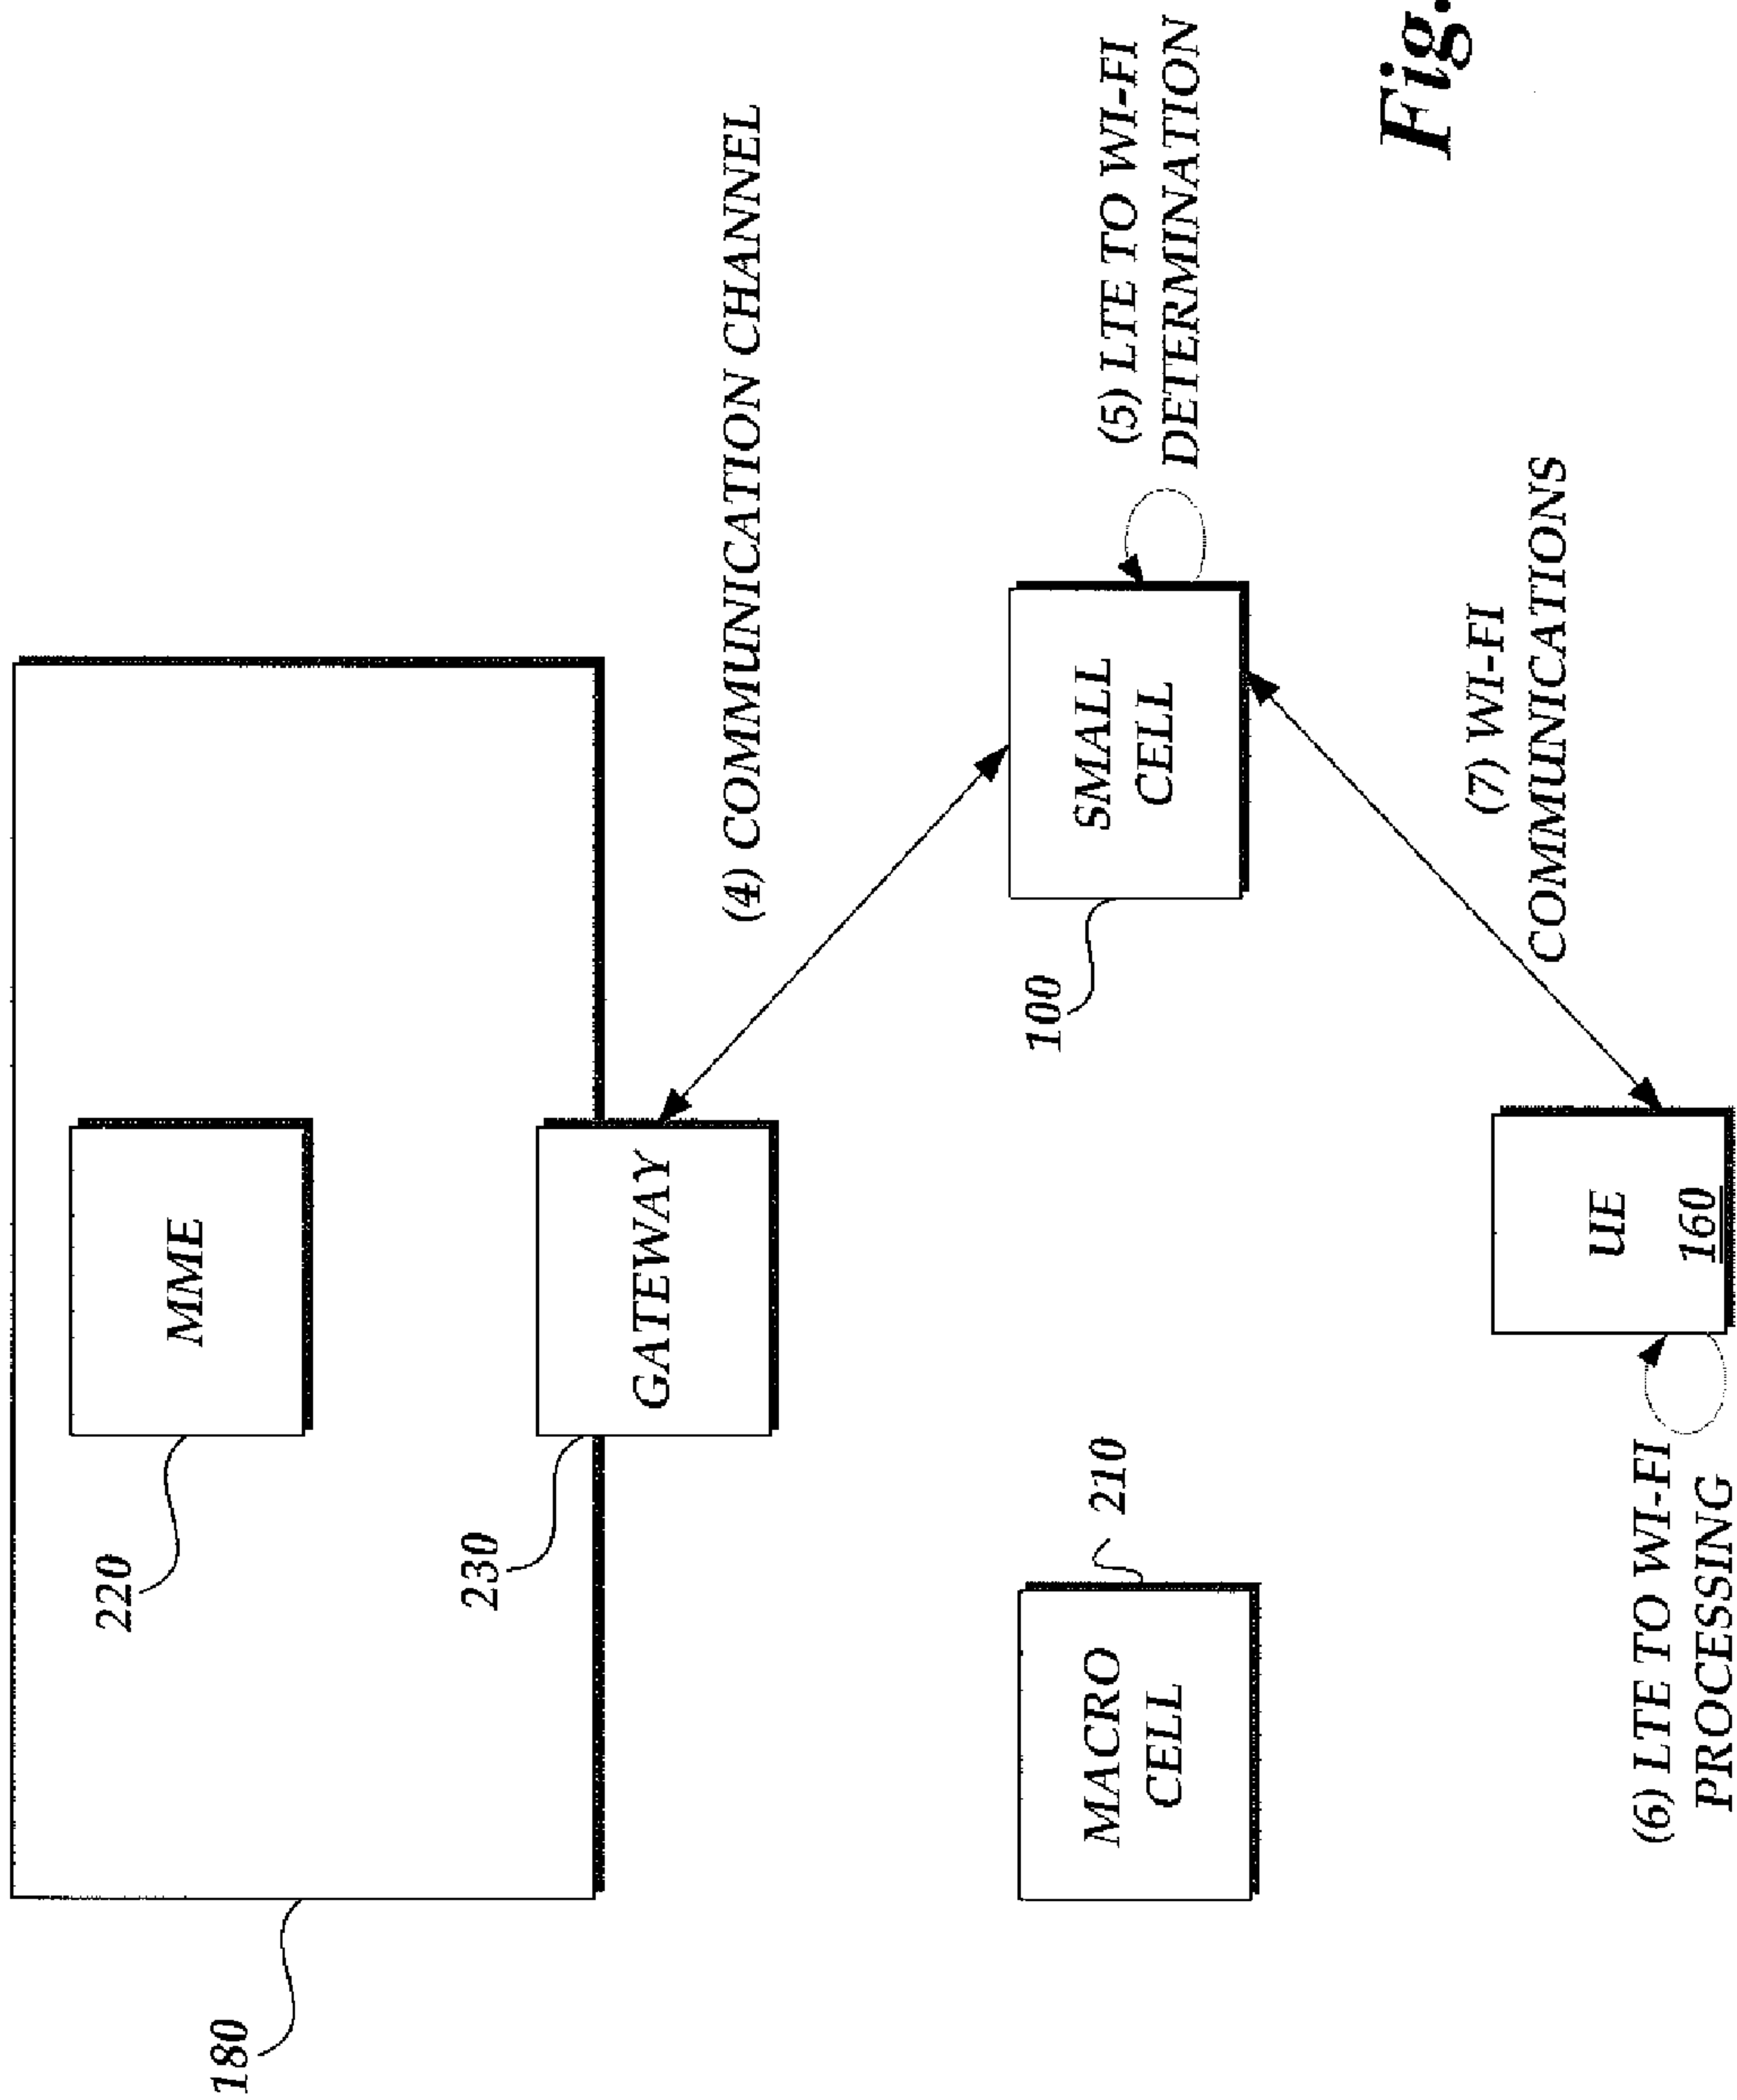 180
220
MME
230
GATEWAY
(4) COMMUNICATION CHANNEL
MACRO
CELL
210
100
SMALL
CELL
(5) LTE TO WI-FI
DETERMINATION
(7) WI-FI
COMMUNICATIONS
UE
160
(6) LTE TO WI-FI
PROCESSING
Fig.